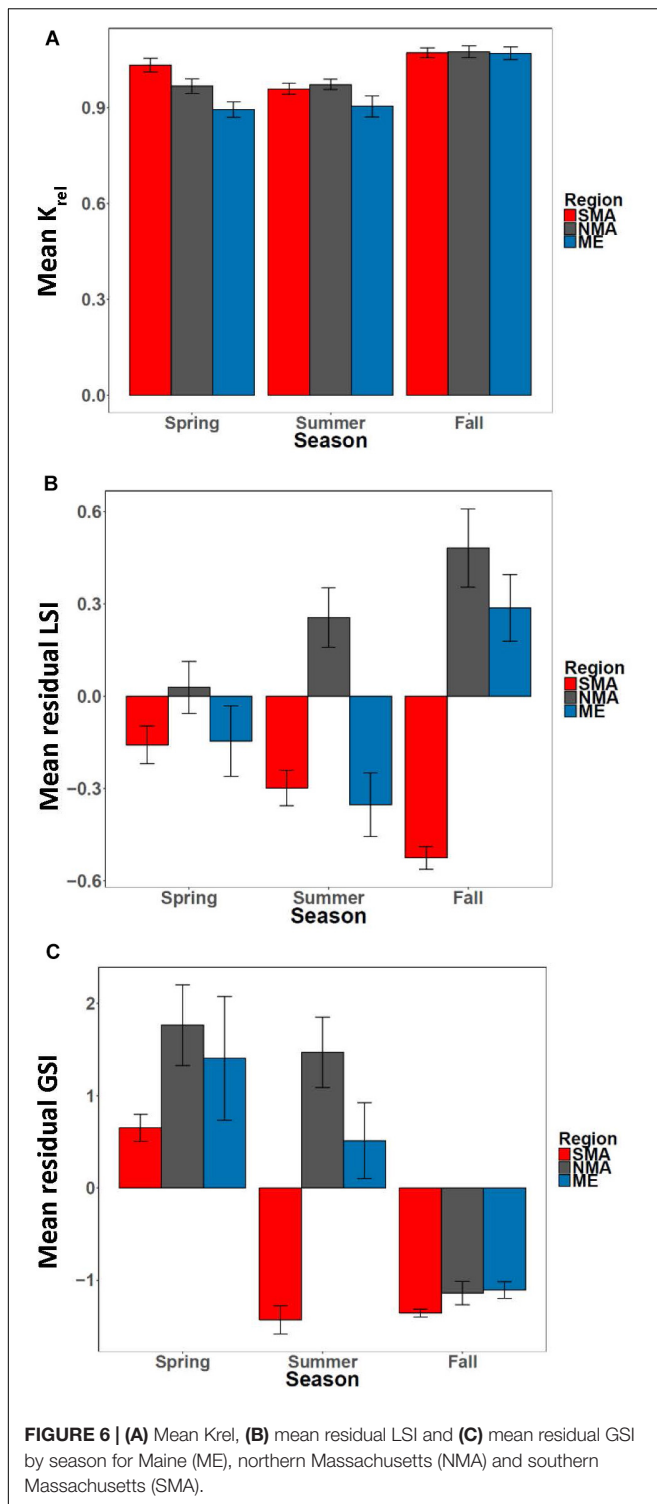 A
Mean Krel
0.9
0.6
0.3
0.0
Spring Summer Fall
Season
Region
SMA
NMA
ME
B
Mean residual LSI
0.6
0.3
0.0
−0.3
−0.6
Spring Summer Fall
Season
Region
SMA
NMA
ME
C
Mean residual GSI
2
1
0
−1
Spring Summer Fall
Season
Region
SMA
NMA
ME
FIGURE 6 | (A) Mean Krel, (B) mean residual LSI and (C) mean residual GSI
by season for Maine (ME), northern Massachusetts (NMA) and southern
Massachusetts (SMA).